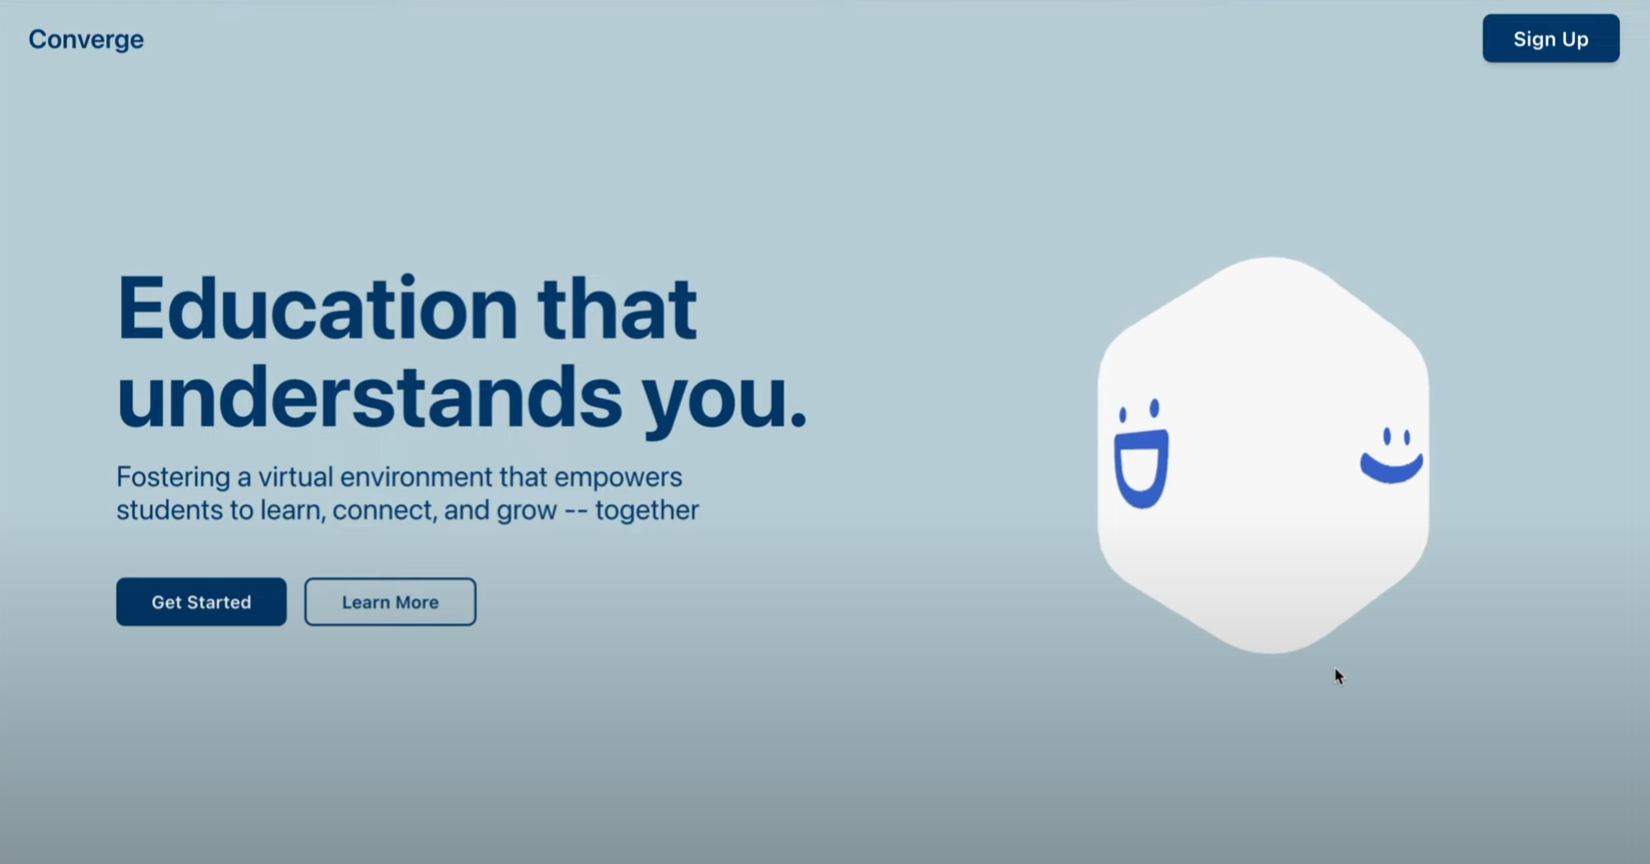 Converge
Sign Up
Education that
understands you.
Fostering a virtual environment that empowers
students to learn, connect, and grow -- together
Get Started
Learn More